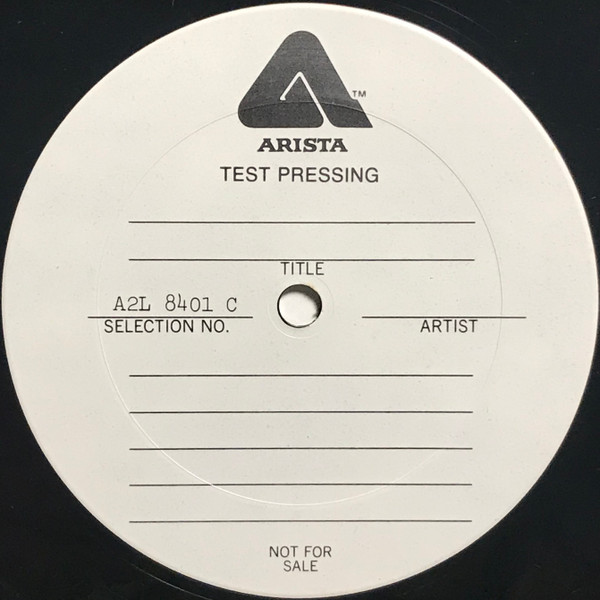 ™
ARISTA
TEST PRESSING
TITLE
A2L 8401 C
SELECTION NO.
ARTIST
NOT FOR
SALE